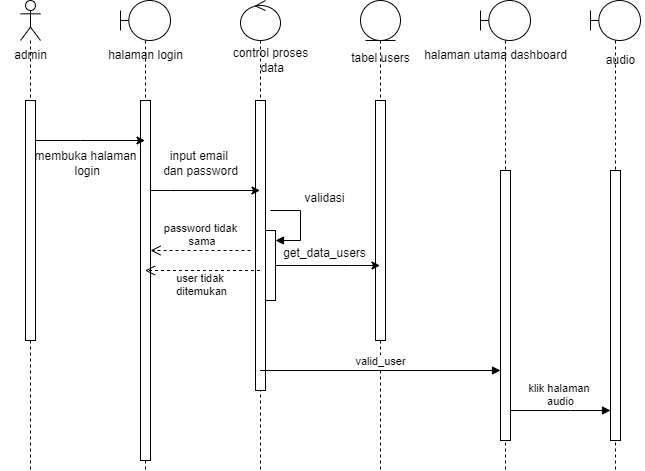 admin
halaman login
control proses
data
tabel users
halaman utama dashboard
audio
membuka halaman
login
input email
dan password
validasi
password tidak
sama
get_data_users
user tidak
ditemukan
valid_user
klik halaman
audio